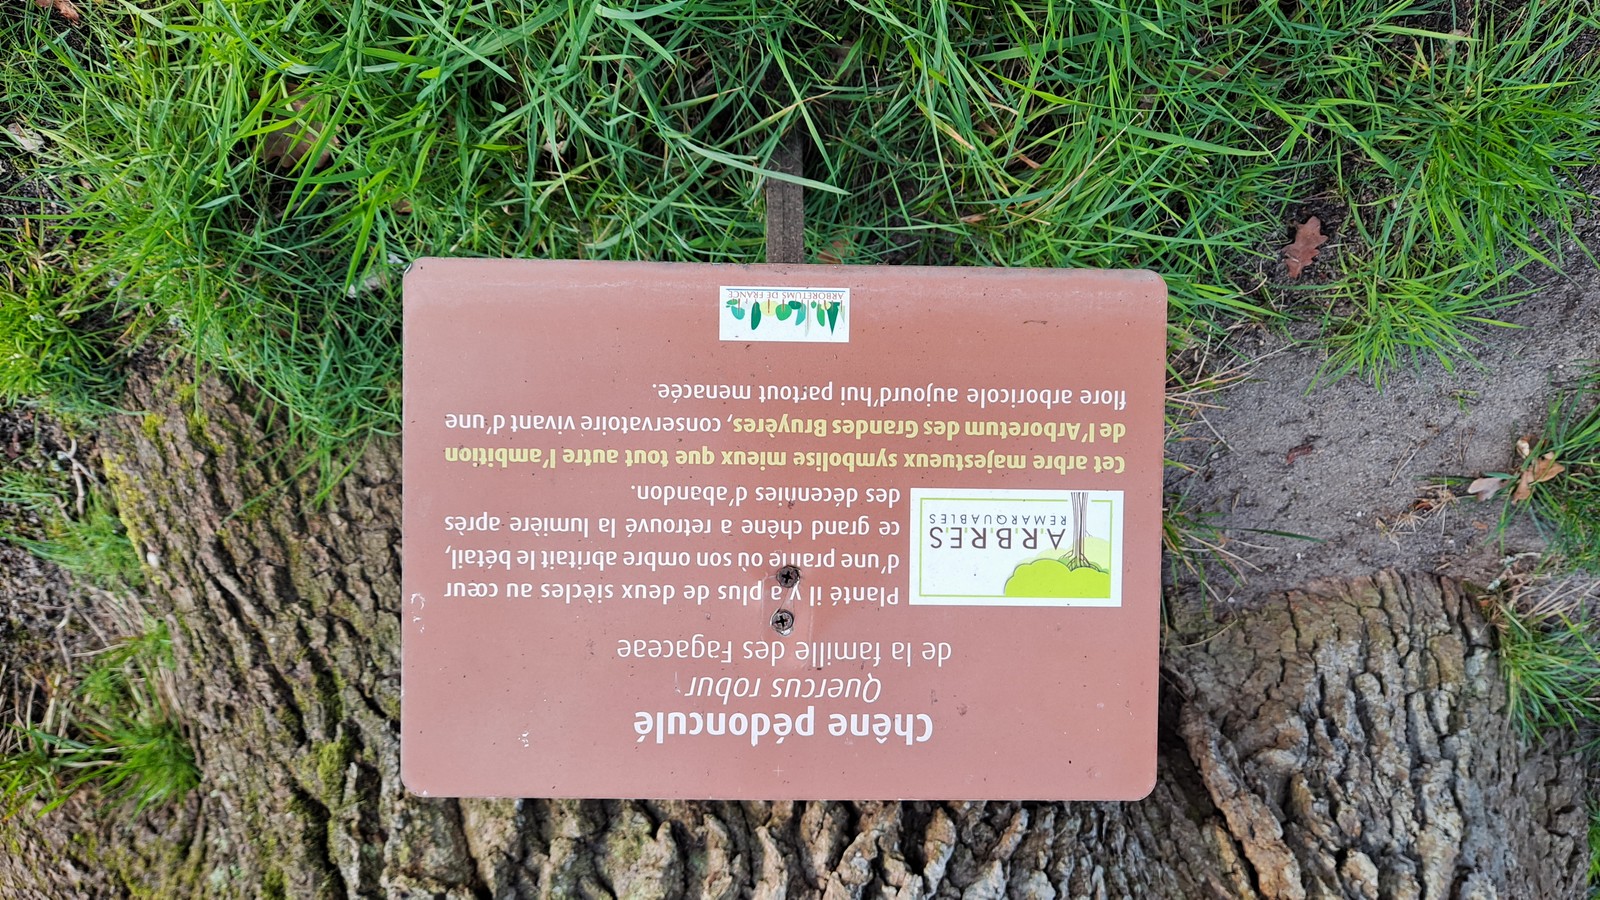 Chêne pédonculé
Quercus robur
de la famille des Fagaceae
ARBRES
REMARQUABLES
Planté il y a plus de deux siècles au cœur
d'une prairie où son ombre abritait le bétail,
ce grand chêne a retrouvé la lumière après
des décennies d'abandon.
Cet arbre majestueux symbolise mieux que tout autre l'ambition
de l'Arboretum des Grandes Bruyères, conservatoire vivant d'une
flore arboricole aujourd'hui partout menacée.
ARBORETUMS DE FRANCE